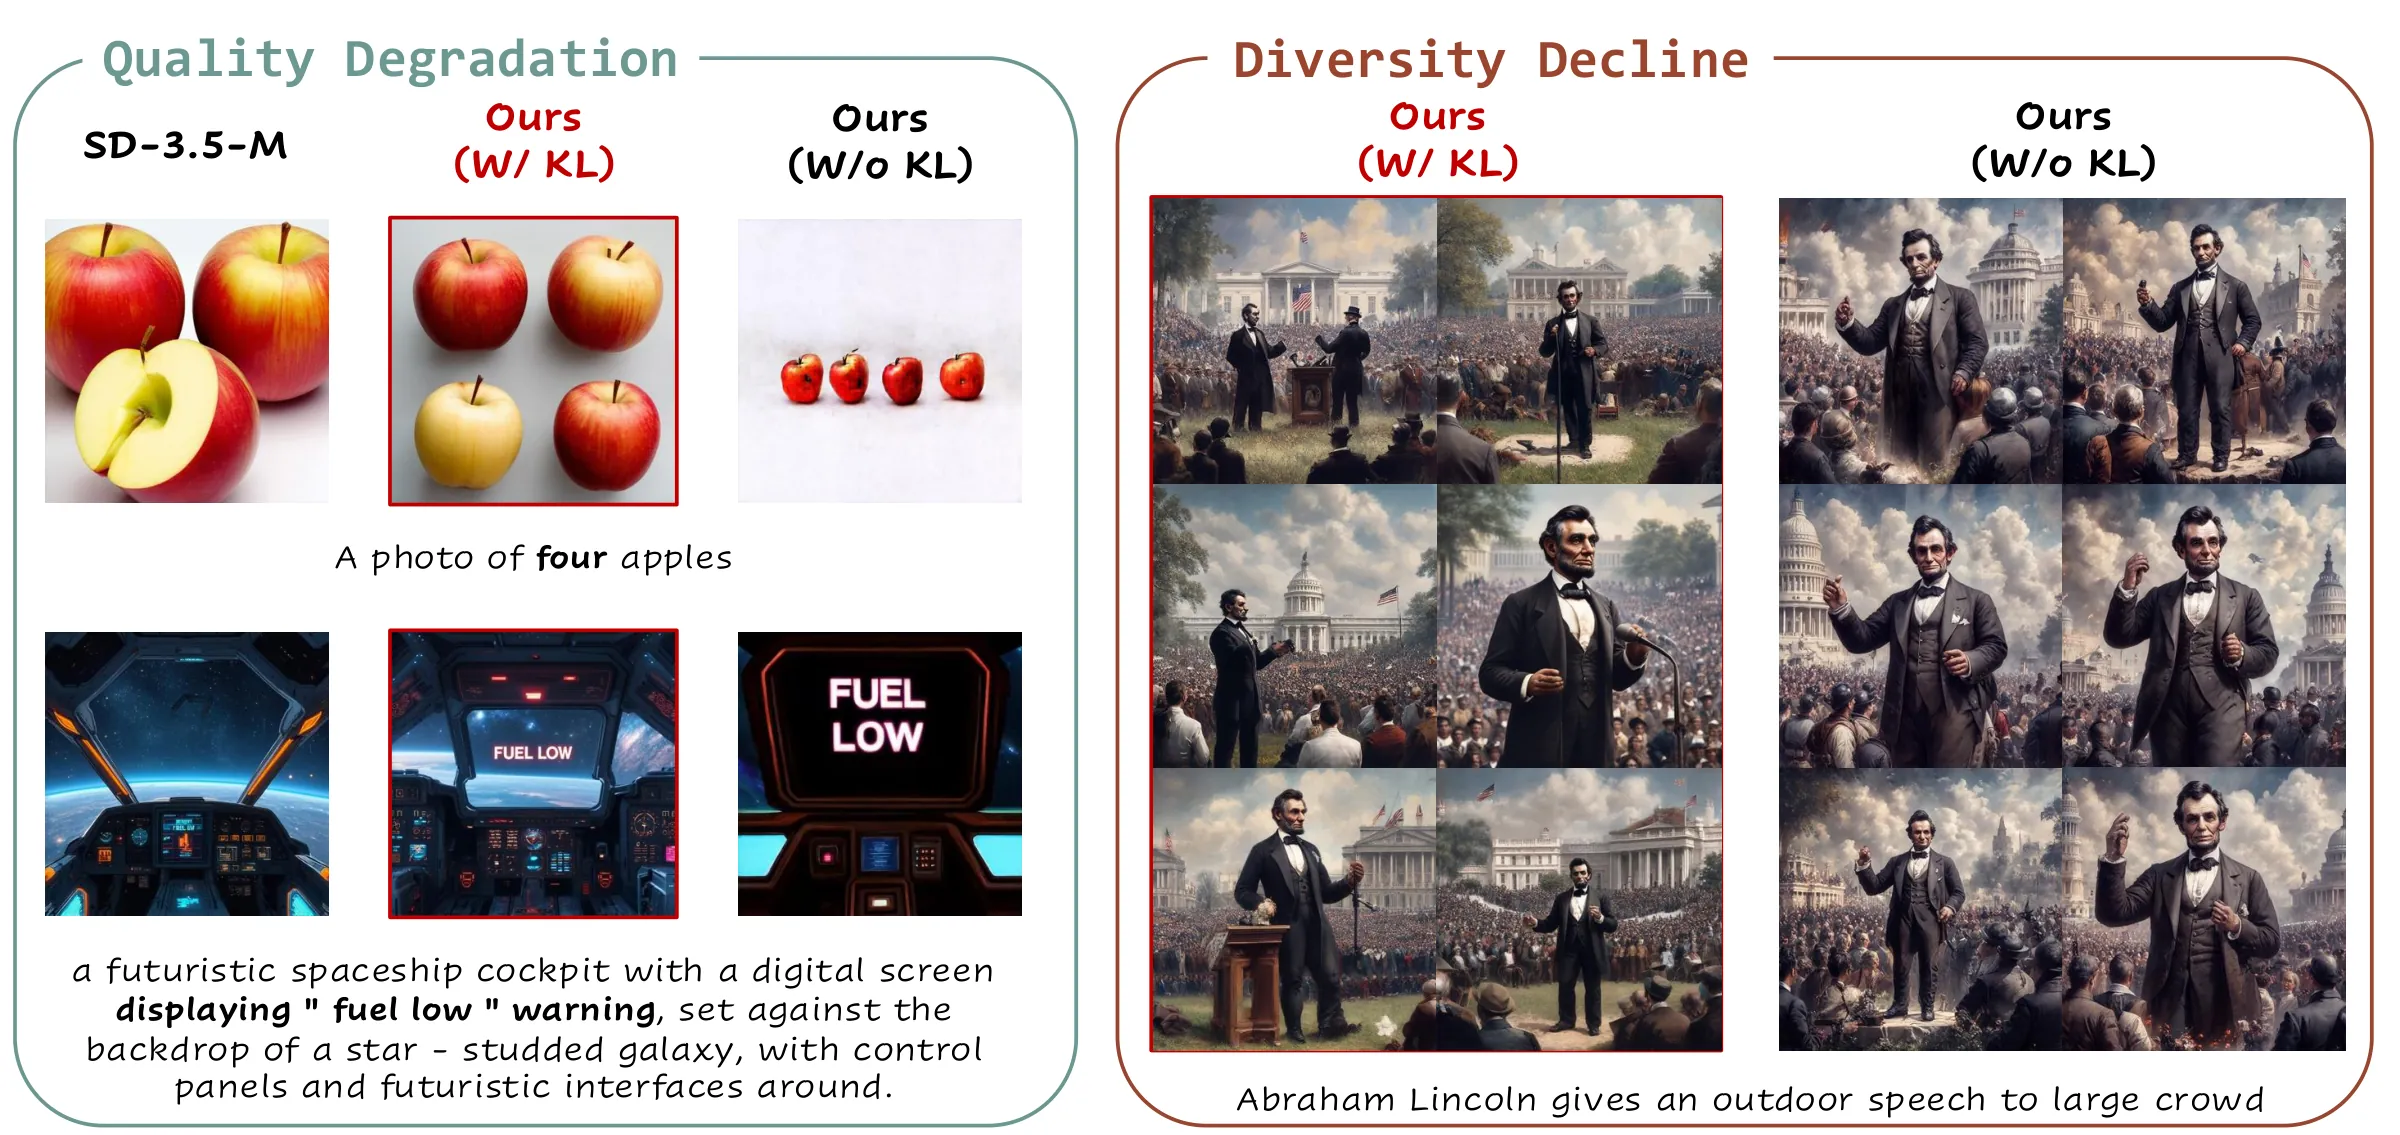 Quality Degradation
SD-3.5-M
Ours
(W/ KL)
Ours
(W/o KL)
A photo of four apples
FUEL LOW
FUEL
LOW
a futuristic spaceship cockpit with a digital screen
displaying " fuel low " warning, set against the
backdrop of a star - studded galaxy, with control
panels and futuristic interfaces around.
Diversity Decline
Ours
(W/ KL)
Ours
(W/o KL)
Abraham Lincoln gives an outdoor speech to large crowd